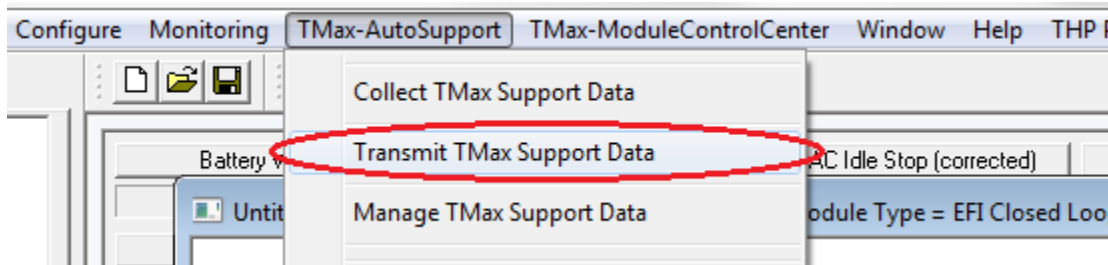 Configure Monitoring TMax-AutoSupport TMax-ModuleControlCenter Window Help THP
Collect TMax Support Data
Transmit TMax Support Data
Battery
AC Idle Stop (corrected)
Manage TMax Support Data
Untit
odule Type = EFI Closed Loo